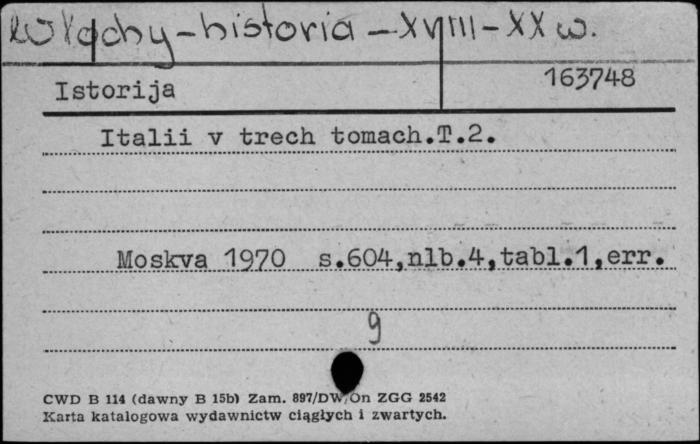 Włochy - historia - XVIII - XX w.
163748
Istorija
Italii v trech tomach.T.2.
Moskva 1970 s.604,nlb.4,tabl.1,err.
9
CWD B 114 (dawny B 15b) Zam. 897/DW/On ZGG 2542
Karta katalogowa wydawnictw ciągłych i zwartych.